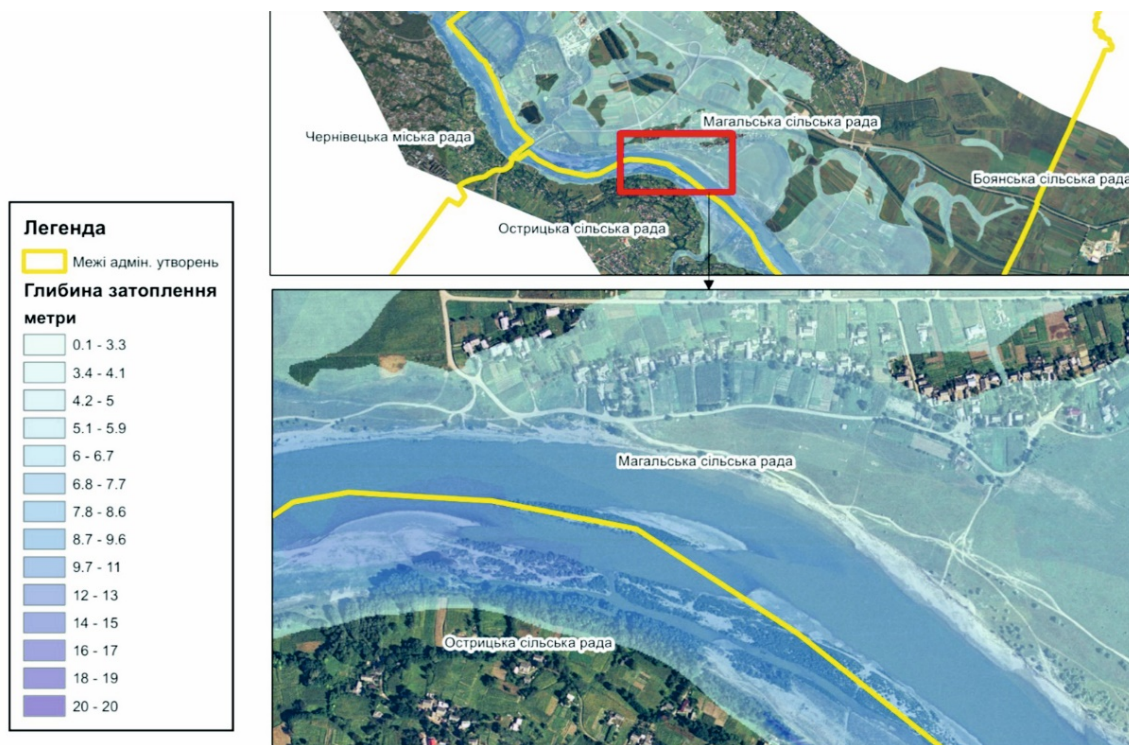 Магальська сільська рада
Чернівецька міська рада
Боянська сільська рада
Острицька сільська рада
Легенда
Межі адмін. утворень
Глибина затоплення
метри
0.1 - 3.3
3.4 - 4.1
4.2 - 5
5.1 - 5.9
6 - 6.7
6.8 - 7.7
7.8 - 8.6
8.7 - 9.6
9.7 - 11
12 - 13
14 - 15
16 - 17
18 - 19
20 - 20
Магальська сільська рада
Острицька сільська рада